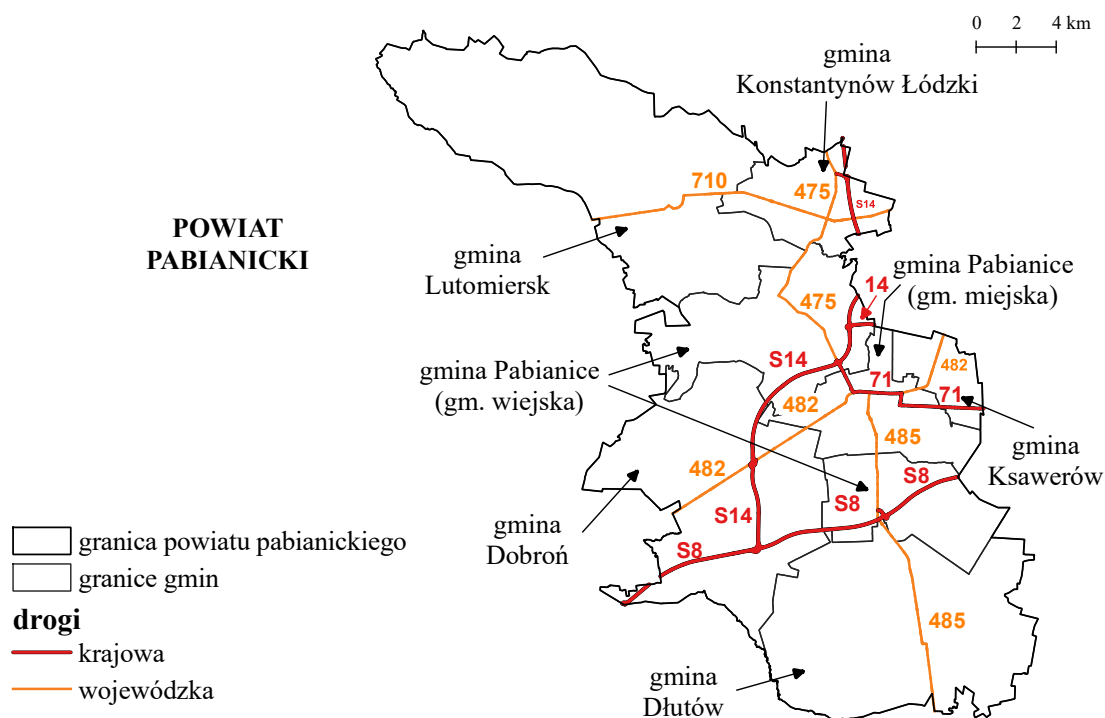 0 2 4 km
gmina
Konstantynów Łódzki
710
475
S14
POWIAT
PABIANICKI
gmina
Lutomiersk
gmina Pabianice
(gm. miejska)
14
475
S14
482
gmina Pabianice
(gm. wiejska)
71
71
482
485
gmina
Ksawerów
482
S8
S8
S14
gmina
Dobroń
S8
granica powiatu pabianickiego
granice gmin
drogi
krajowa
wojewódzka
485
gmina
Dłutów